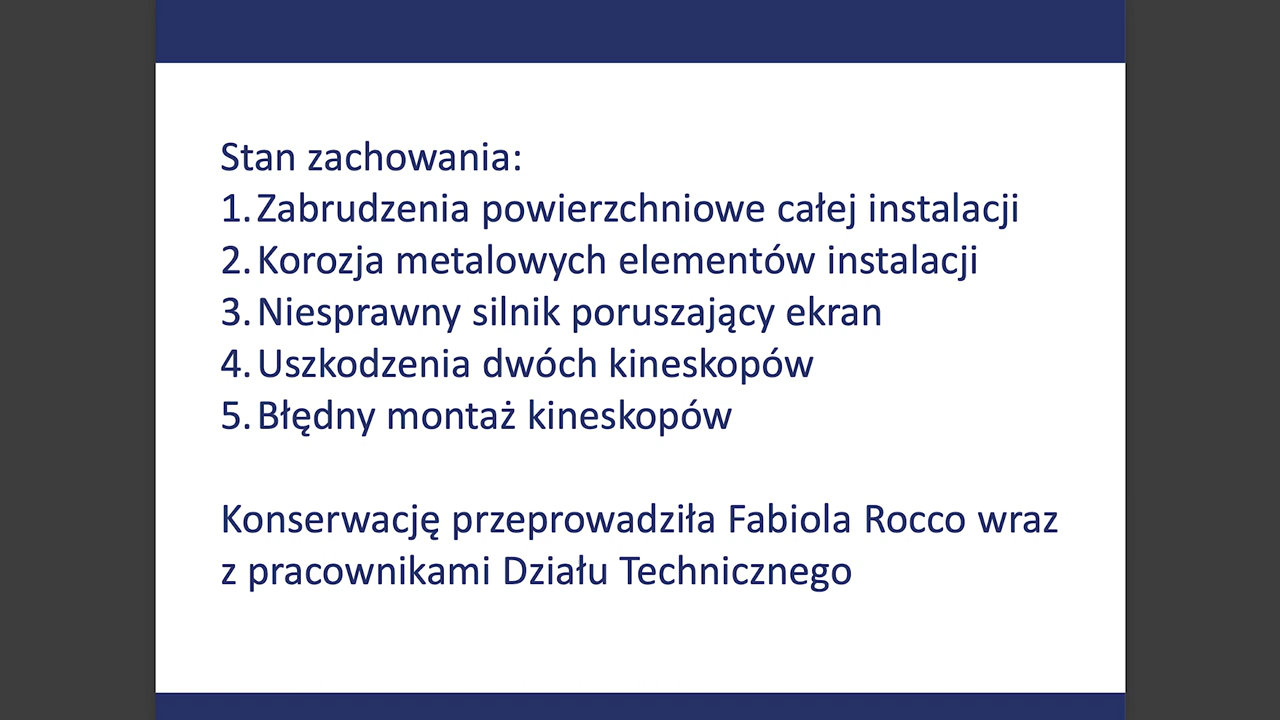 Stan zachowania:
1. Zabrudzenia powierzchniowe całej instalacji
2. Korozja metalowych elementów instalacji
3. Niesprawny silnik poruszający ekran
4. Uszkodzenia dwóch kineskopów
5. Błędny montaż kineskopów
Konserwację przeprowadziła Fabiola Rocco wraz
z pracownikami Działu Technicznego